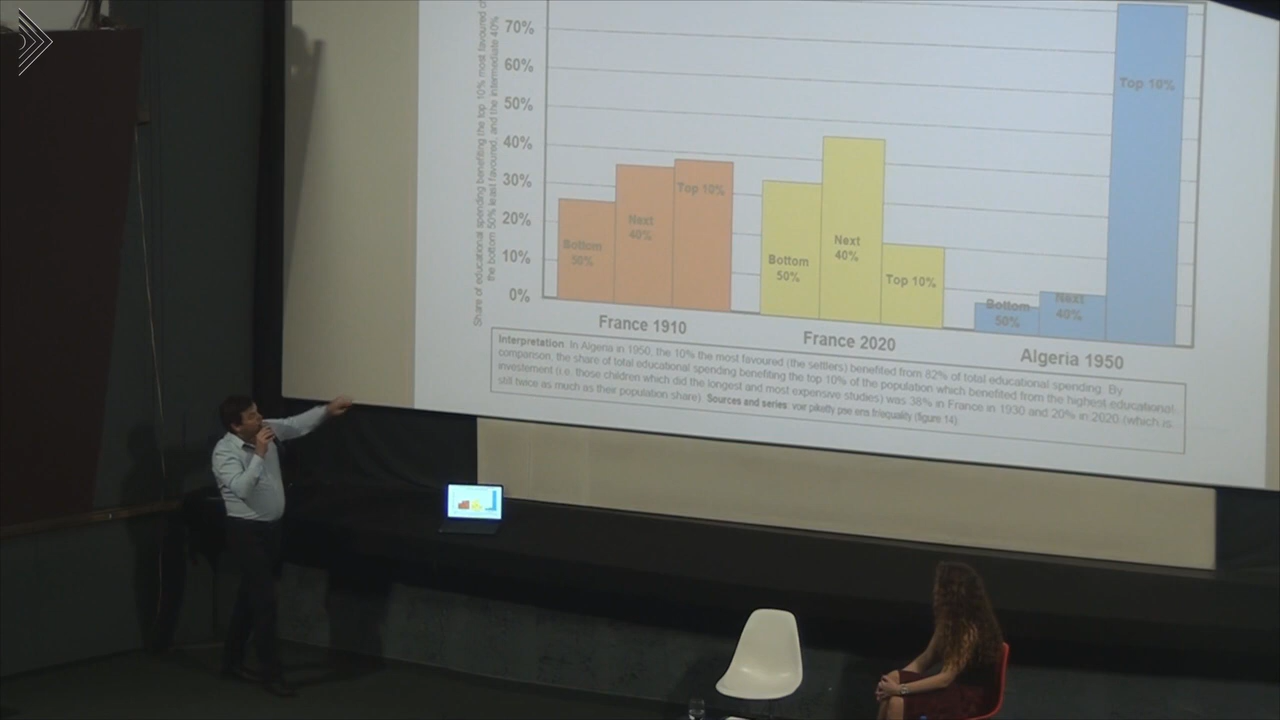 Share of educational spending benefiting the top 10% most favoured
the bottom 50% least favoured, and the intermediate 40%
70%
60%
50%
40%
30%
20%
10%
0%
Bottom
50%
Next
40%
Top 10%
Bottom
50%
Next
40%
Top 10%
Bottom
50%
Next
40%
Top 10%
France 1910
France 2020
Algeria 1950
Interpretation. In Algeria in 1950, the 10% the most favoured (the settlers) benefited from 82% of total educational spending. By
comparison, the share of total educational spending benefiting the top 10% of the population which benefited from the highest educational
investement (i.e. those children which did the longest and most expensive studies) was 38% in France in 1930 and 20% in 2020 (which is
still twice as much as their population share). Sources and series: voir piketty pse ens fr/equality (figure 14)